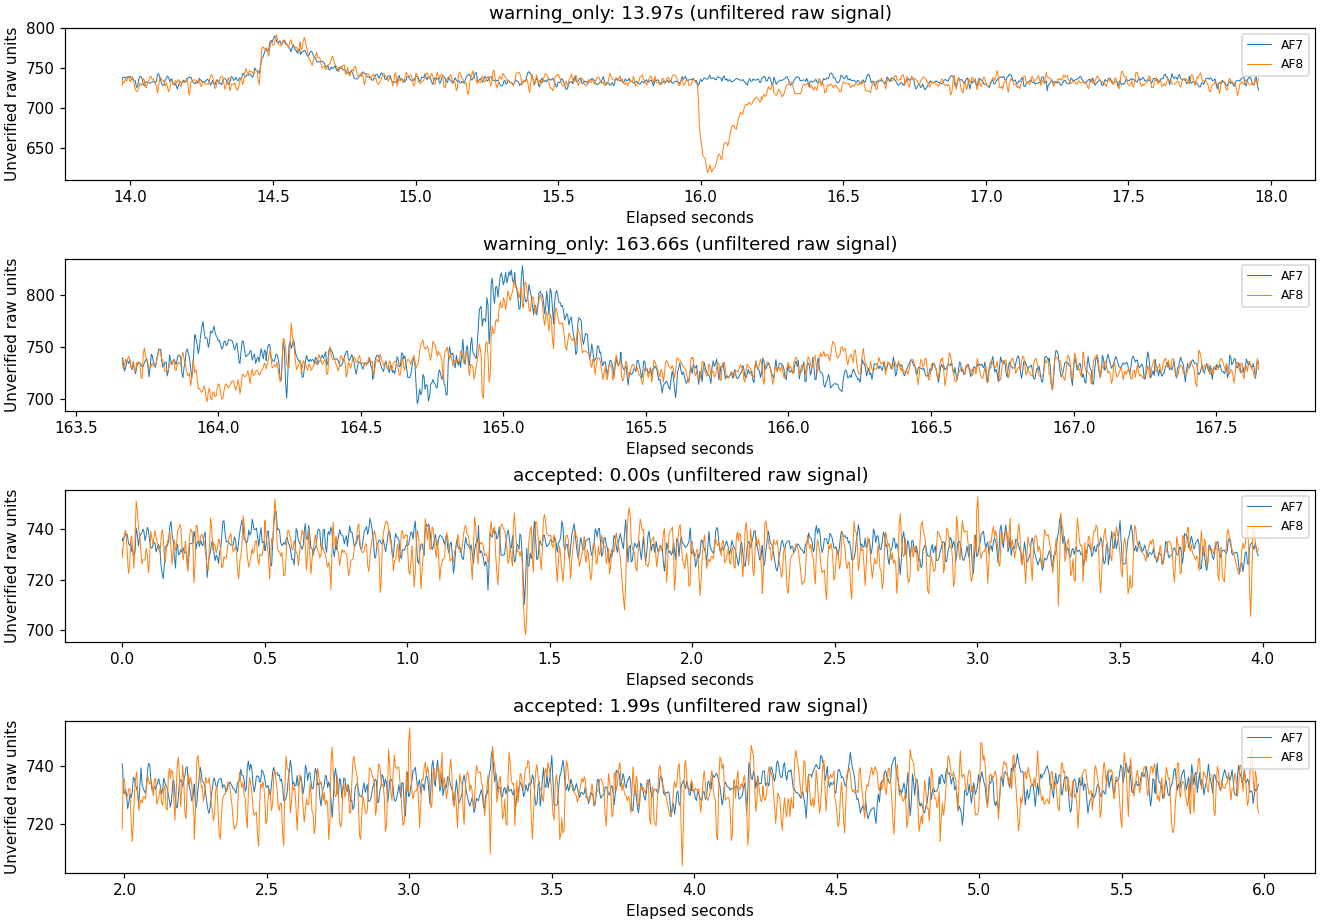 warning_only: 13.97s (unfiltered raw signal)
Unverified raw units
800
750
700
650
AF7
AF8
14.0 14.5 15.0 15.5 16.0 16.5 17.0 17.5 18.0
Elapsed seconds
warning_only: 163.66s (unfiltered raw signal)
Unverified raw units
800
750
700
AF7
AF8
163.5 164.0 164.5 165.0 165.5 166.0 166.5 167.0 167.5
Elapsed seconds
accepted: 0.00s (unfiltered raw signal)
Unverified raw units
740
720
700
AF7
AF8
0.0 0.5 1.0 1.5 2.0 2.5 3.0 3.5 4.0
Elapsed seconds
accepted: 1.99s (unfiltered raw signal)
Unverified raw units
740
720
AF7
AF8
2.0 2.5 3.0 3.5 4.0 4.5 5.0 5.5 6.0
Elapsed seconds